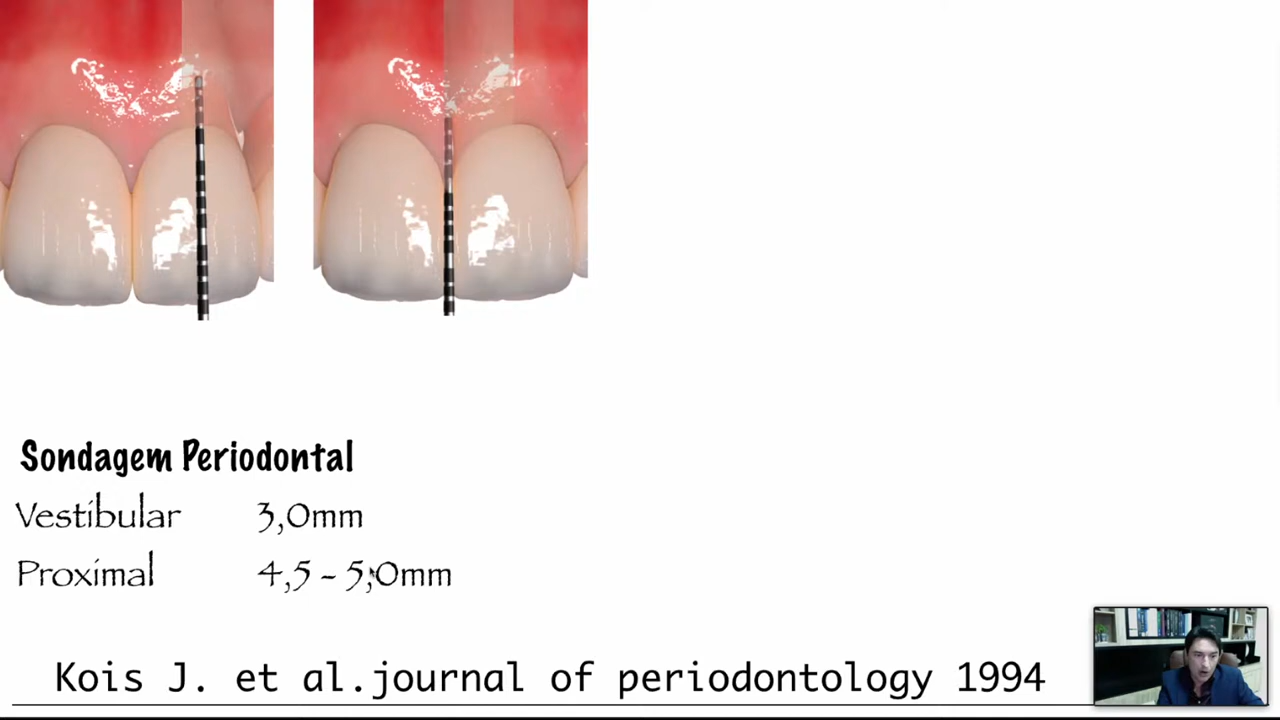 Sondagem Periodontal
Vestibular 3,0mm
Proximal 4,5 - 5,0mm
Kois J. et al.journal of periodontology 1994